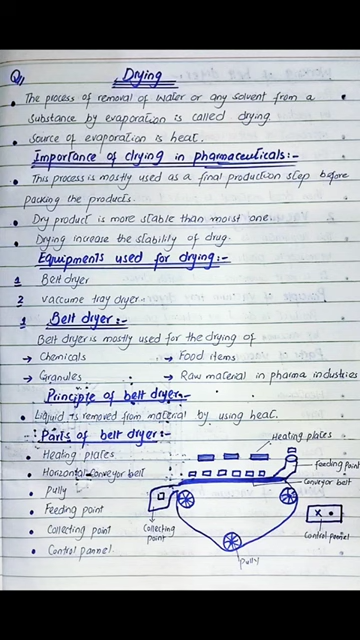 Q
Drying
• The process of removal of water or any solvent from a
substance by evaporation is called drying.
• Source of evaporation is heat.
Importance of drying in pharmaceuticals:-
• This process is mostly used as a final production step before
packing the products.
• Dry product is more stable than moist one.
• Drying increase the stability of drug.
Equipments used for drying:-
1 Belt dryer
2 vaccume tray dryer
1 Belt dryer:-
Belt dryer is mostly used for the drying of
→ Chemicals → Food items
→ Granules → Raw material in pharma industries
Principle of belt dryer:-
• Liquid is removed from material by using heat.
Parts of belt dryer:-
• Heating plates
• Horizontal conveyor belt
• Pully
• Feeding point
• Collecting point
• Control pannel.
Heating plates
Feeding point
Conveyor belt
Collecting
point
x •
Control pannel
Pully